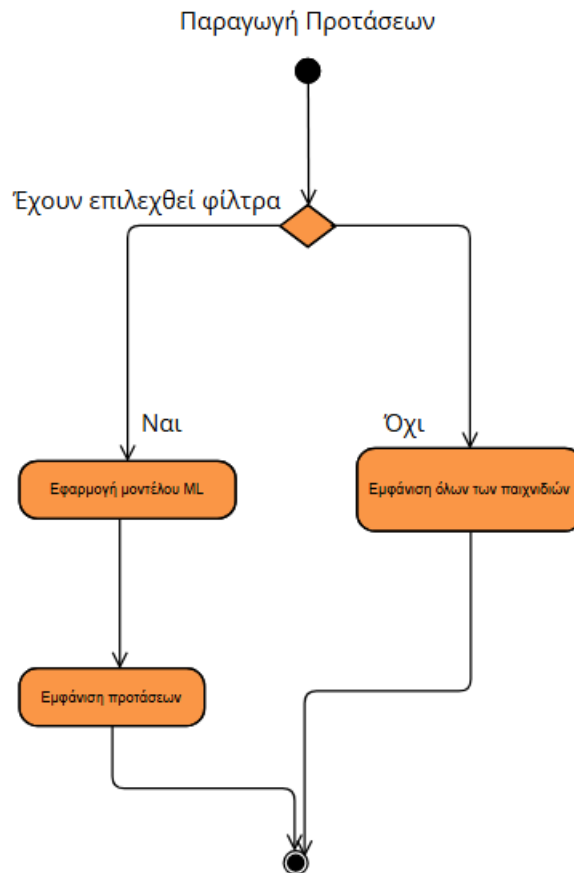 Παραγωγή Προτάσεων
Έχουν επιλεχθεί φίλτρα
Ναι
Όχι
Εφαρμογή μοντέλου ML
Εμφάνιση όλων των παιχνιδιών
Εμφάνιση προτάσεων